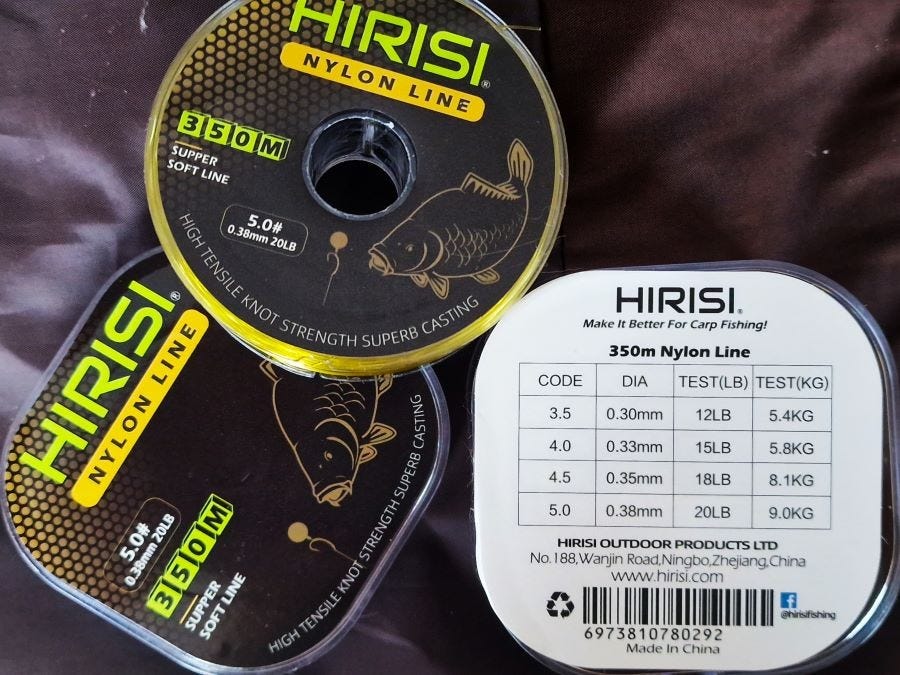 HIRISI®
NYLON LINE
350M
SUPPER
SOFT LINE
5.0#
0.38mm 20LB
HIGH TENSILE KNOT STRENGTH SUPERB CASTING
HIRISI®
NYLON LINE
5.0#
0.38mm 20LB
350M
SUPPER
SOFT LINE
HIGH TENSILE KNOT STRENGTH SUPERB CASTING
HIRISI®
Make It Better For Carp Fishing!
350m Nylon Line
CODE DIA TEST(LB) TEST(KG)
3.5 0.30mm 12LB 5.4KG
4.0 0.33mm 15LB 5.8KG
4.5 0.35mm 18LB 8.1KG
5.0 0.38mm 20LB 9.0KG
HIRISI OUTDOOR PRODUCTS LTD
No.188,Wanjin Road,Ningbo,Zhejiang,China
www.hirisi.com
@hirisifishing
6973810780292
Made In China